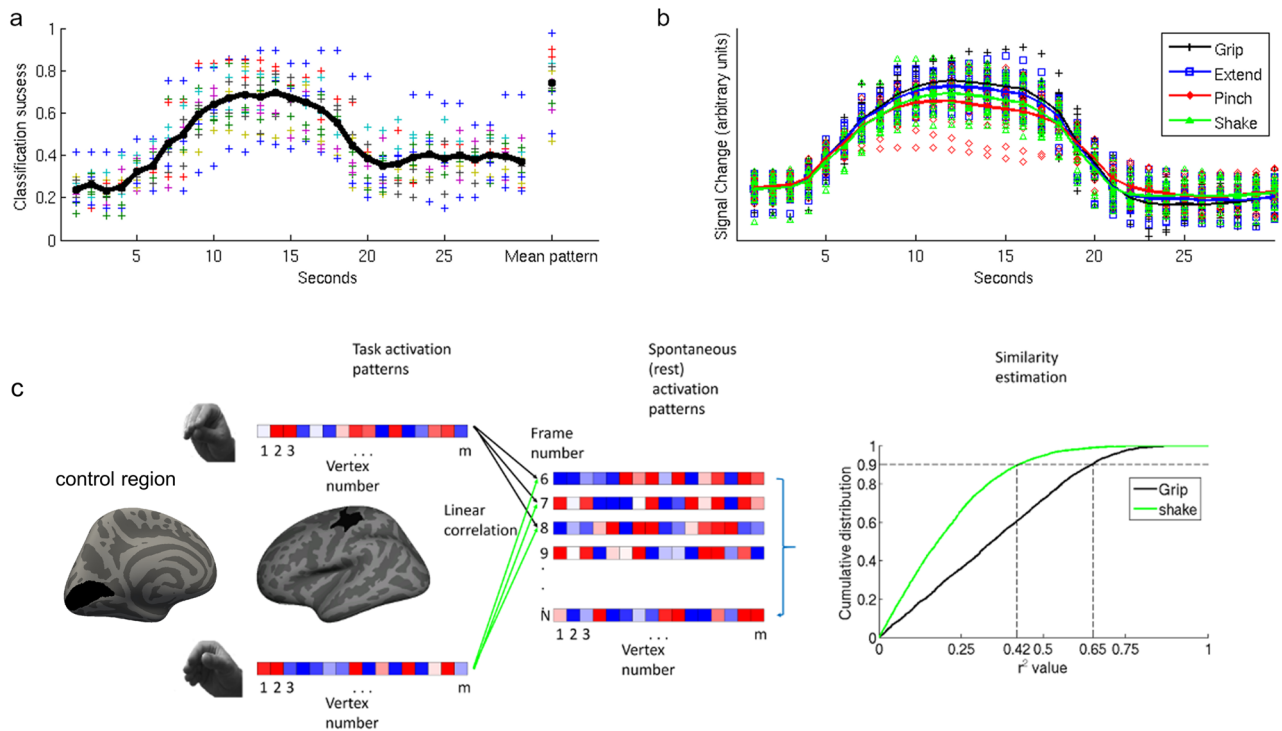 a
Classification sucsess
1
0.8
0.6
0.4
0.2
0
5
10
15
20
25
Mean pattern
Seconds
b
Signal Change (arbitrary units)
Grip
Extend
Pinch
Shake
5
10
15
20
25
Seconds
c
Task activation
patterns
Spontaneous
(rest)
activation
patterns
Similarity
estimation
1 2 3 . . . m
Vertex
number
control region
Linear
correlation
Frame
number
6
7
8
9
.
.
.
N
1 2 3 . . . m
Vertex
number
1 2 3 . . . m
Vertex
number
Cumulative distribution
1
0.9
0.8
0.6
0.4
0.2
0
Grip
shake
0 0.25 0.42 0.5 0.65 0.75 1
r² value